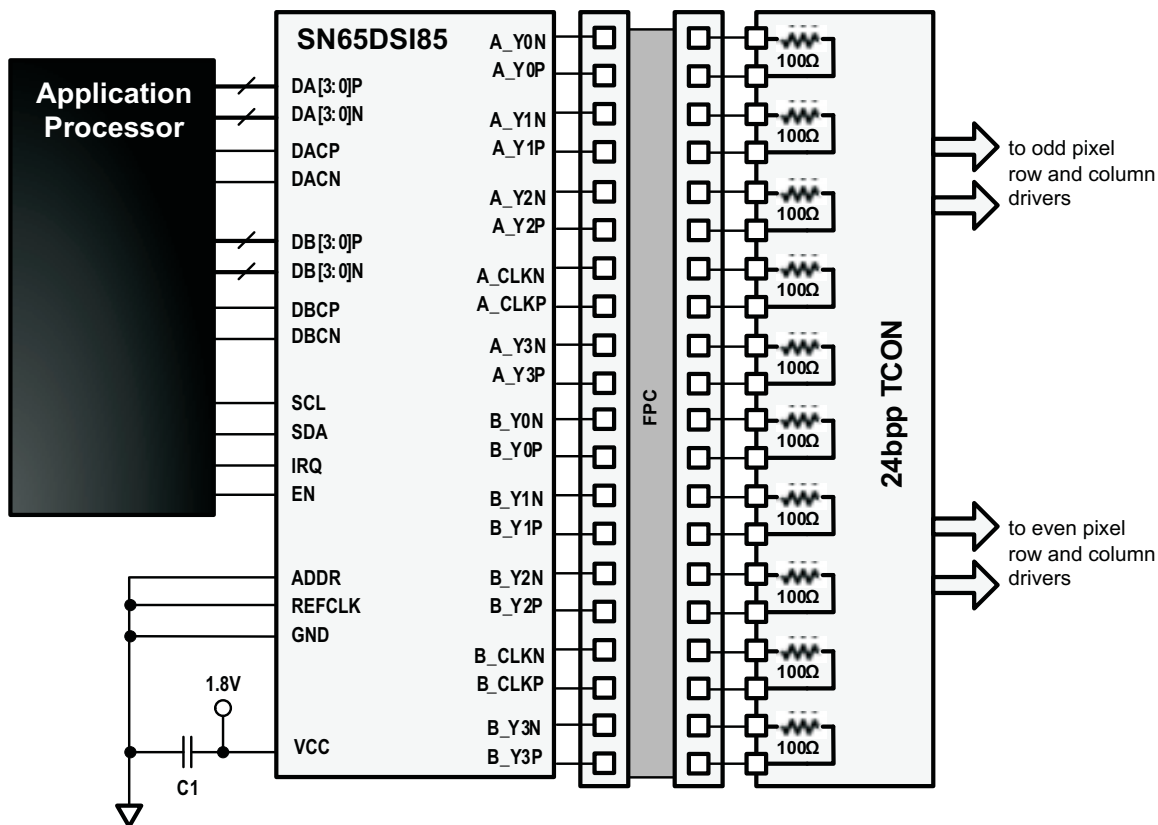 SN65DSI85
Application
Processor
DA[3:0]P
DA[3:0]N
DACP
DACN
DB[3:0]P
DB[3:0]N
DBCP
DBCN
SCL
SDA
IRQ
EN
ADDR
REFCLK
GND
1.8V
VCC
C1
A_Y0N
A_Y0P
A_Y1N
A_Y1P
A_Y2N
A_Y2P
A_CLKN
A_CLKP
A_Y3N
A_Y3P
B_Y0N
B_Y0P
B_Y1N
B_Y1P
B_Y2N
B_Y2P
B_CLKN
B_CLKP
B_Y3N
B_Y3P
FPC
100Ω
100Ω
100Ω
100Ω
100Ω
100Ω
100Ω
100Ω
100Ω
100Ω
24bpp TCON
to odd pixel
row and column
drivers
to even pixel
row and column
drivers